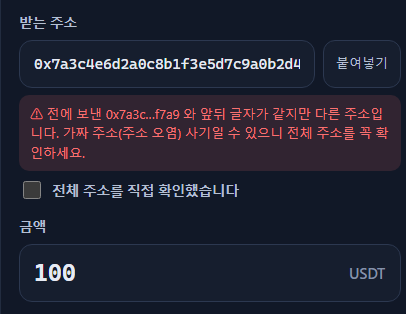 받는 주소
0x7a3c4e6d2a0c8b1f3e5d7c9a0b2d4
붙여넣기
⚠ 전에 보낸 0x7a3c…f7a9 와 앞뒤 글자가 같지만 다른 주소입
니다. 가짜 주소(주소 오염) 사기일 수 있으니 전체 주소를 꼭 확
인하세요.
전체 주소를 직접 확인했습니다
금액
100
USDT